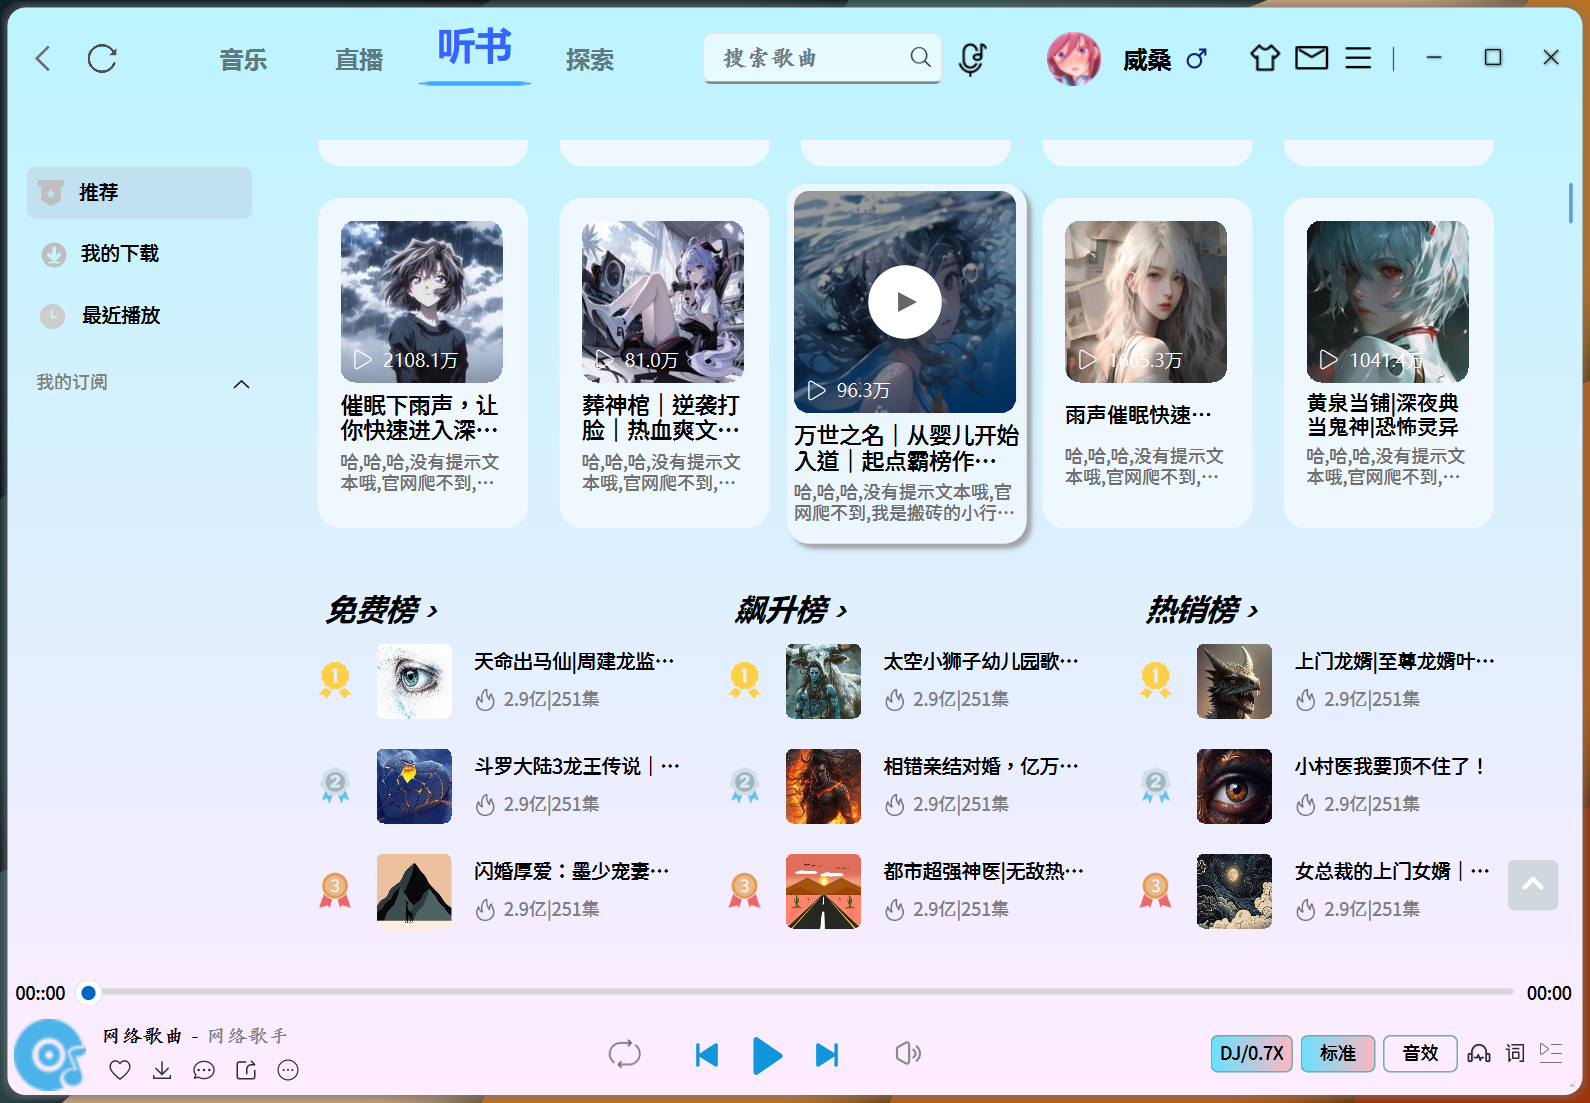 音乐
直播
听书
探索
搜索歌曲
威桑
推荐
我的下载
最近播放
我的订阅
2108.1万
催眠下雨声，让
你快速进入深…
哈,哈,哈,没有提示文
本哦,官网爬不到,…
81.0万
葬神棺｜逆袭打
脸｜热血爽文…
哈,哈,哈,没有提示文
本哦,官网爬不到,…
96.3万
万世之名｜从婴儿开始
入道｜起点霸榜作…
哈,哈,哈,没有提示文本哦,官
网爬不到,我是搬砖的小行…
1665.3万
雨声催眠快速…
哈,哈,哈,没有提示文
本哦,官网爬不到,…
1041.4万
黄泉当铺|深夜典
当鬼神|恐怖灵异
哈,哈,哈,没有提示文
本哦,官网爬不到,…
免费榜 ›
1
天命出马仙|周建龙监…
2.9亿|251集
2
斗罗大陆3龙王传说｜…
2.9亿|251集
3
闪婚厚爱：墨少宠妻…
2.9亿|251集
飙升榜 ›
1
太空小狮子幼儿园歌…
2.9亿|251集
2
相错亲结对婚，亿万…
2.9亿|251集
3
都市超强神医|无敌热…
2.9亿|251集
热销榜 ›
1
上门龙婿|至尊龙婿叶…
2.9亿|251集
2
小村医我要顶不住了！
2.9亿|251集
3
女总裁的上门女婿｜…
2.9亿|251集
00::00
00:00
网络歌曲 - 网络歌手
DJ/0.7X
标准
音效
词